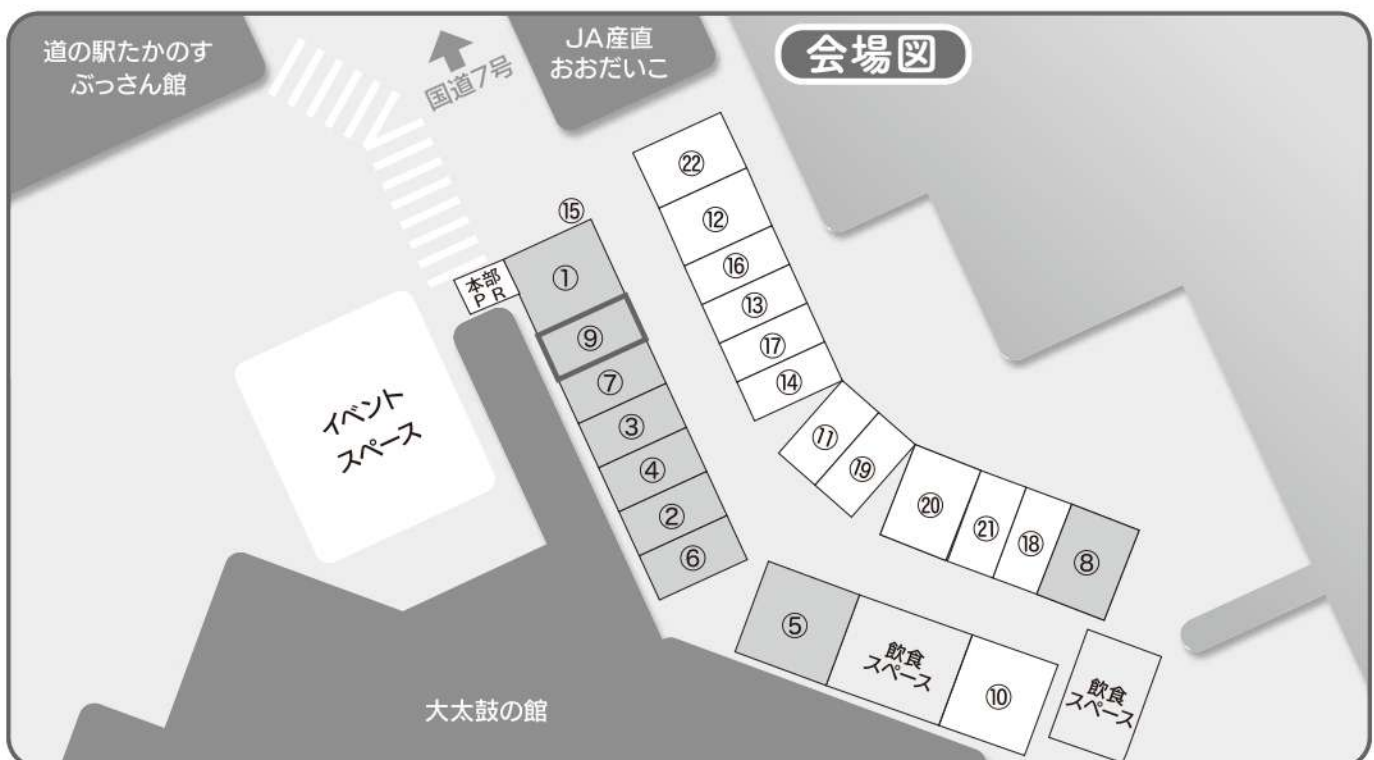 道の駅たかのす
ぶっさん館
国道7号
JA産直
おおだいこ
会場図
⑮
本部
PR
①
⑨
⑦
③
④
②
⑥
㉒
⑫
⑯
⑬
⑰
⑭
⑪
⑲
⑳
㉑
⑱
⑧
イベント
スペース
⑤
飲食
スペース
⑩
飲食
スペース
大太鼓の館